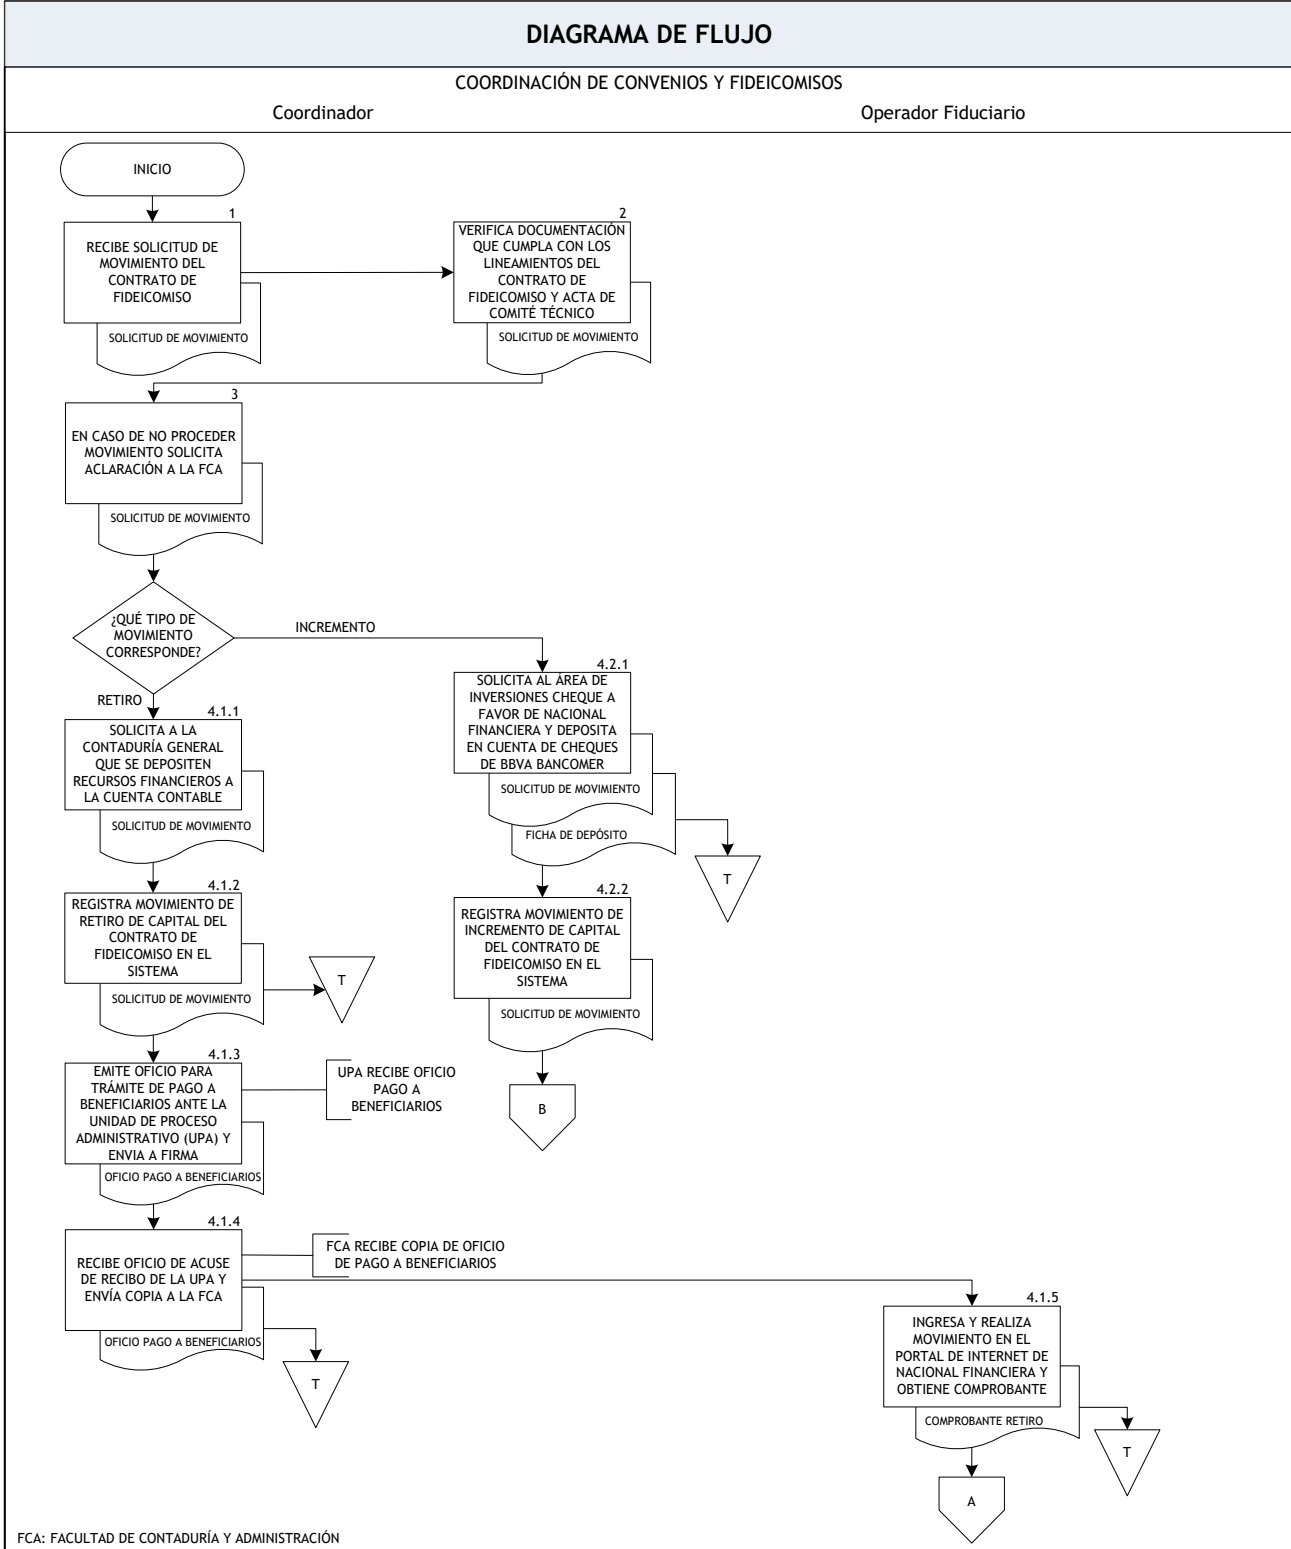 DIAGRAMA DE FLUJO
COORDINACIÓN DE CONVENIOS Y FIDEICOMISOS
Coordinador
Operador Fiduciario
INICIO
1
RECIBE SOLICITUD DE
MOVIMIENTO DEL
CONTRATO DE
FIDEICOMISO
SOLICITUD DE MOVIMIENTO
2
VERIFICA DOCUMENTACIÓN
QUE CUMPLA CON LOS
LINEAMIENTOS DEL
CONTRATO DE
FIDEICOMISO Y ACTA DE
COMITÉ TÉCNICO
SOLICITUD DE MOVIMIENTO
3
EN CASO DE NO PROCEDER
MOVIMIENTO SOLICITA
ACLARACIÓN A LA FCA
SOLICITUD DE MOVIMIENTO
¿QUÉ TIPO DE
MOVIMIENTO
CORRESPONDE?
INCREMENTO
RETIRO
4.1.1
SOLICITA A LA
CONTADURÍA GENERAL
QUE SE DEPOSITEN
RECURSOS FINANCIEROS A
LA CUENTA CONTABLE
SOLICITUD DE MOVIMIENTO
4.2.1
SOLICITA AL ÁREA DE
INVERSIONES CHEQUE A
FAVOR DE NACIONAL
FINANCIERA Y DEPOSITA
EN CUENTA DE CHEQUES
DE BBVA BANCOMER
SOLICITUD DE MOVIMIENTO
FICHA DE DEPÓSITO
T
4.1.2
REGISTRA MOVIMIENTO DE
RETIRO DE CAPITAL DEL
CONTRATO DE
FIDEICOMISO EN EL
SISTEMA
SOLICITUD DE MOVIMIENTO
T
4.2.2
REGISTRA MOVIMIENTO DE
INCREMENTO DE CAPITAL
DEL CONTRATO DE
FIDEICOMISO EN EL
SISTEMA
SOLICITUD DE MOVIMIENTO
B
4.1.3
EMITE OFICIO PARA
TRÁMITE DE PAGO A
BENEFICIARIOS ANTE LA
UNIDAD DE PROCESO
ADMINISTRATIVO (UPA) Y
ENVIA A FIRMA
OFICIO PAGO A BENEFICIARIOS
UPA RECIBE OFICIO
PAGO A
BENEFICIARIOS
4.1.4
RECIBE OFICIO DE ACUSE
DE RECIBO DE LA UPA Y
ENVÍA COPIA A LA FCA
OFICIO PAGO A BENEFICIARIOS
FCA RECIBE COPIA DE OFICIO
DE PAGO A BENEFICIARIOS
T
4.1.5
INGRESA Y REALIZA
MOVIMIENTO EN EL
PORTAL DE INTERNET DE
NACIONAL FINANCIERA Y
OBTIENE COMPROBANTE
COMPROBANTE RETIRO
T
A
FCA: FACULTAD DE CONTADURÍA Y ADMINISTRACIÓN